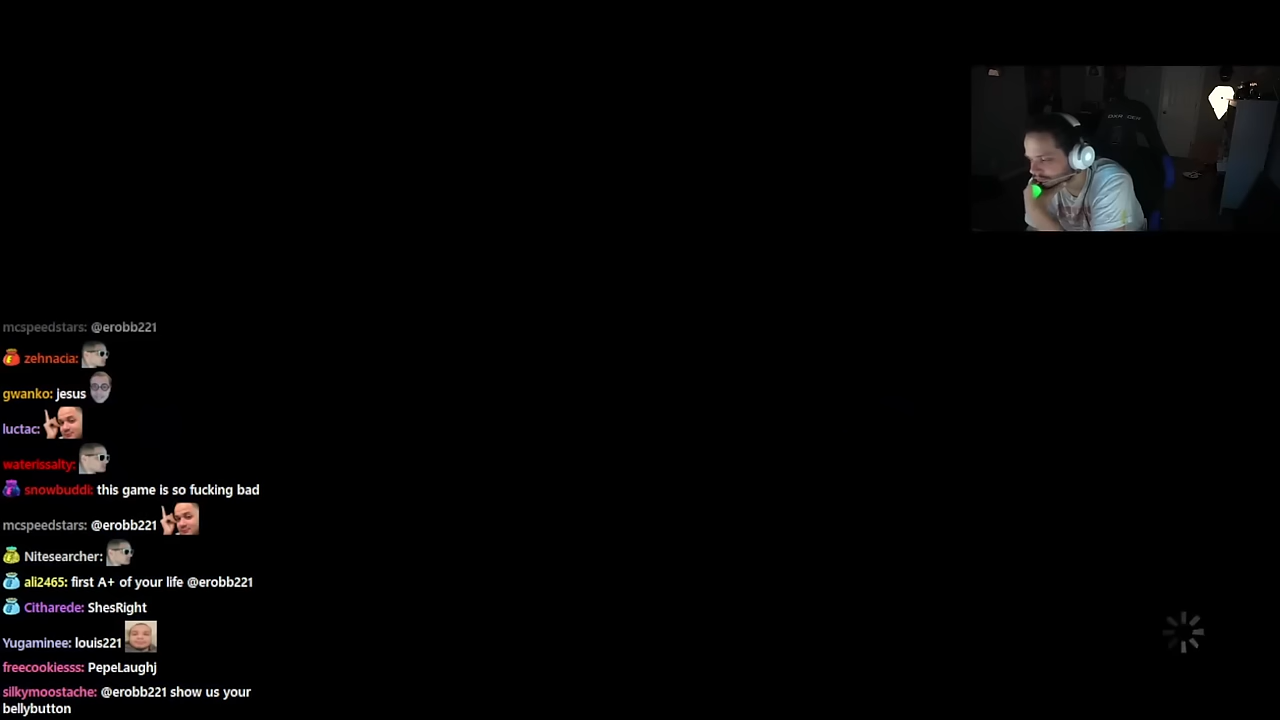 mcspeedstars: @erobb221
zehnacia:
gwanko: jesus
luctac:
waterissalty:
snowbuddi: this game is so fucking bad
mcspeedstars: @erobb221
Nitesearcher:
ali2465: first A+ of your life @erobb221
Citharede: ShesRight
Yugaminee: louis221
freecookiesss: PepeLaughj
silkymoostache: @erobb221 show us your
bellybutton